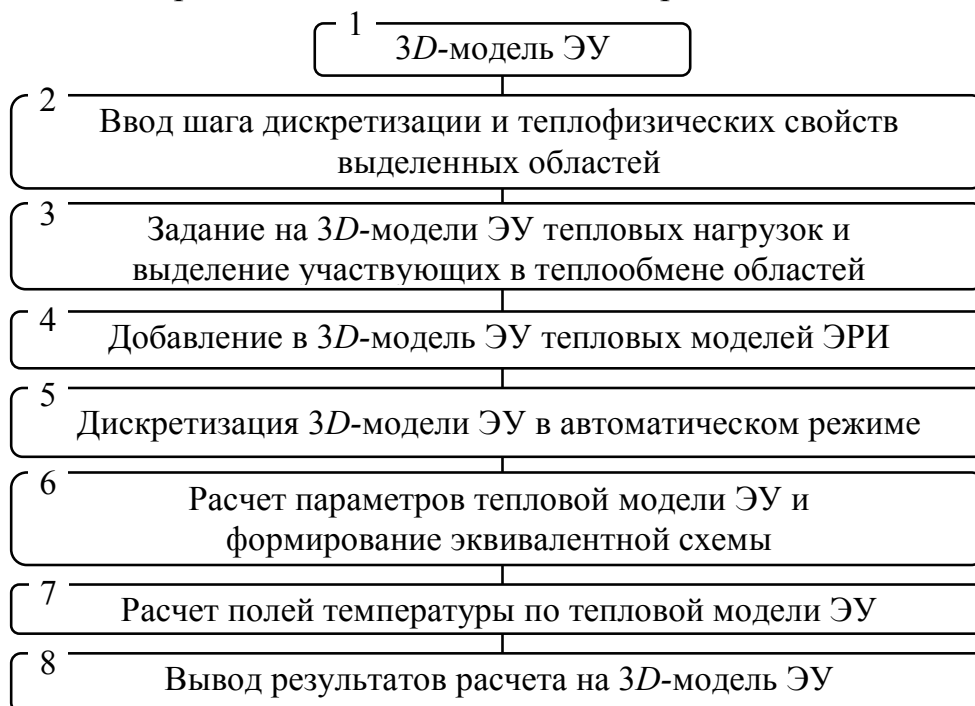 1
3D-модель ЭУ
2
Ввод шага дискретизации и теплофизических свойств
выделенных областей
3
Задание на 3D-модели ЭУ тепловых нагрузок и
выделение участвующих в теплообмене областей
4
Добавление в 3D-модель ЭУ тепловых моделей ЭРИ
5
Дискретизация 3D-модели ЭУ в автоматическом режиме
6
Расчет параметров тепловой модели ЭУ и
формирование эквивалентной схемы
7
Расчет полей температуры по тепловой модели ЭУ
8
Вывод результатов расчета на 3D-модель ЭУ